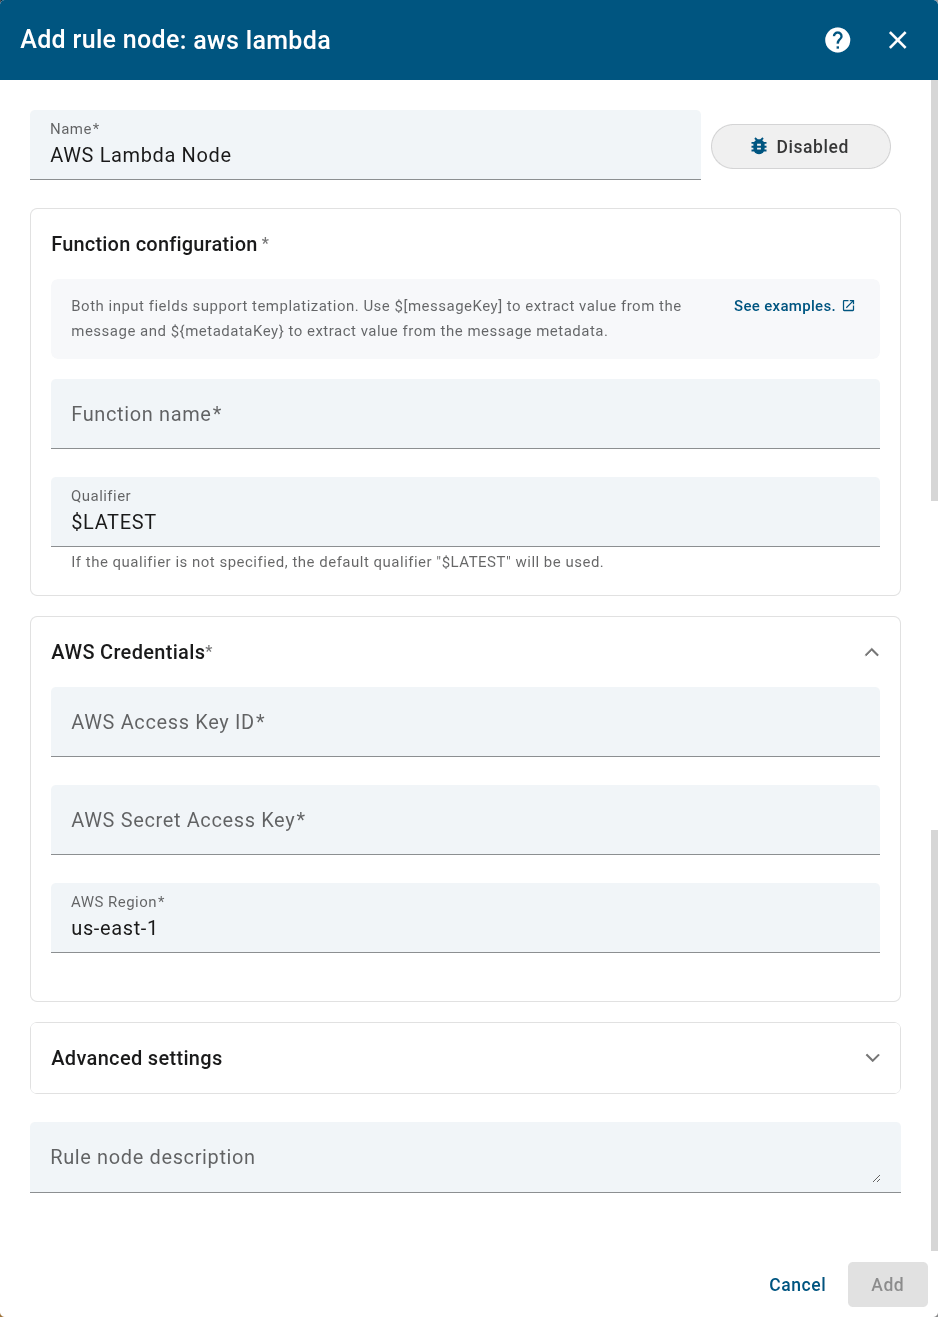 Add rule node: aws lambda
Name*
AWS Lambda Node
Disabled
Function configuration *
Both input fields support templatization. Use $[messageKey] to extract value from the
message and ${metadataKey} to extract value from the message metadata.
See examples.
Function name*
Qualifier
$LATEST
If the qualifier is not specified, the default qualifier "$LATEST" will be used.
AWS Credentials*
AWS Access Key ID*
AWS Secret Access Key*
AWS Region*
us-east-1
Advanced settings
Rule node description
Cancel
Add